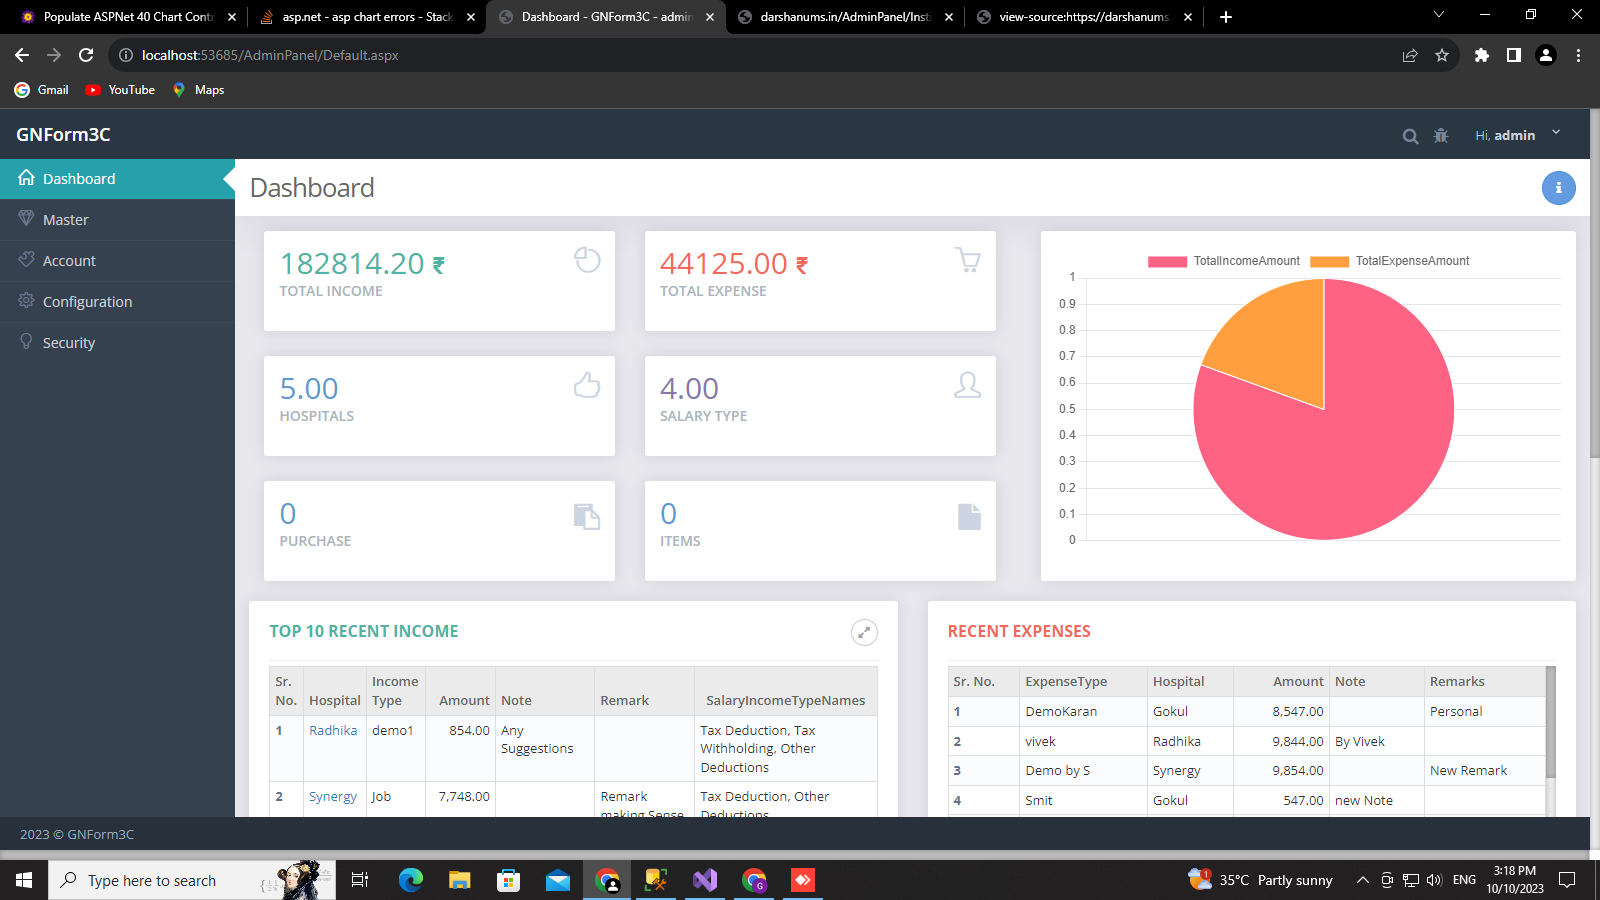 Populate ASPNet 40 Chart Contr
asp.net - asp chart errors - Stack
Dashboard - GNForm3C - admin
darshanums.in/AdminPanel/Insti
view-source:https://darshanums.
localhost:53685/AdminPanel/Default.aspx
Gmail YouTube Maps
GNForm3C
Hi, admin
Dashboard
Master
Account
Configuration
Security
Dashboard
182814.20 ₹
TOTAL INCOME
44125.00 ₹
TOTAL EXPENSE
5.00
HOSPITALS
4.00
SALARY TYPE
0
PURCHASE
0
ITEMS
TotalIncomeAmount TotalExpenseAmount
1
0.9
0.8
0.7
0.6
0.5
0.4
0.3
0.2
0.1
0
TOP 10 RECENT INCOME
Sr. No. Hospital Income Type Amount Note Remark SalaryIncomeTypeNames
1 Radhika demo1 854.00 Any Suggestions Tax Deduction, Tax Withholding, Other Deductions
2 Synergy Job 7,748.00 Remark making Sense Tax Deduction, Other Deductions
RECENT EXPENSES
Sr. No. ExpenseType Hospital Amount Note Remarks
1 DemoKaran Gokul 8,547.00 Personal
2 vivek Radhika 9,844.00 By Vivek
3 Demo by S Synergy 9,854.00 New Remark
4 Smit Gokul 547.00 new Note
2023 © GNForm3C
Type here to search
1
35°C Partly sunny
ENG
3:18 PM
10/10/2023